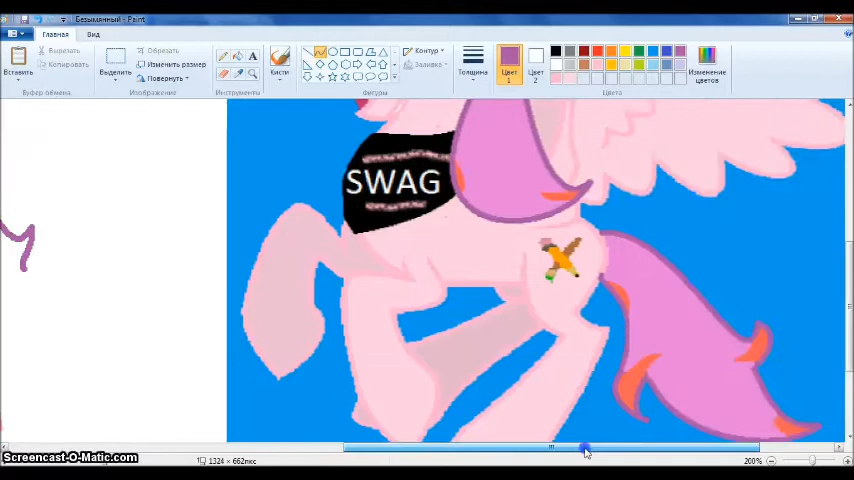 Безымянный - Paint
Главная
Вид
Вставить
Вырезать
Копировать
Буфер обмена
Выделить
Обрезать
Изменить размер
Повернуть
Изображение
Инструменты
Кисти
Контур
Заливка
Фигуры
Толщина
Цвет 1
Цвет 2
Изменение цветов
Цвета
SWAG
Screencast-O-Matic.com
1324 × 662пкс
200%